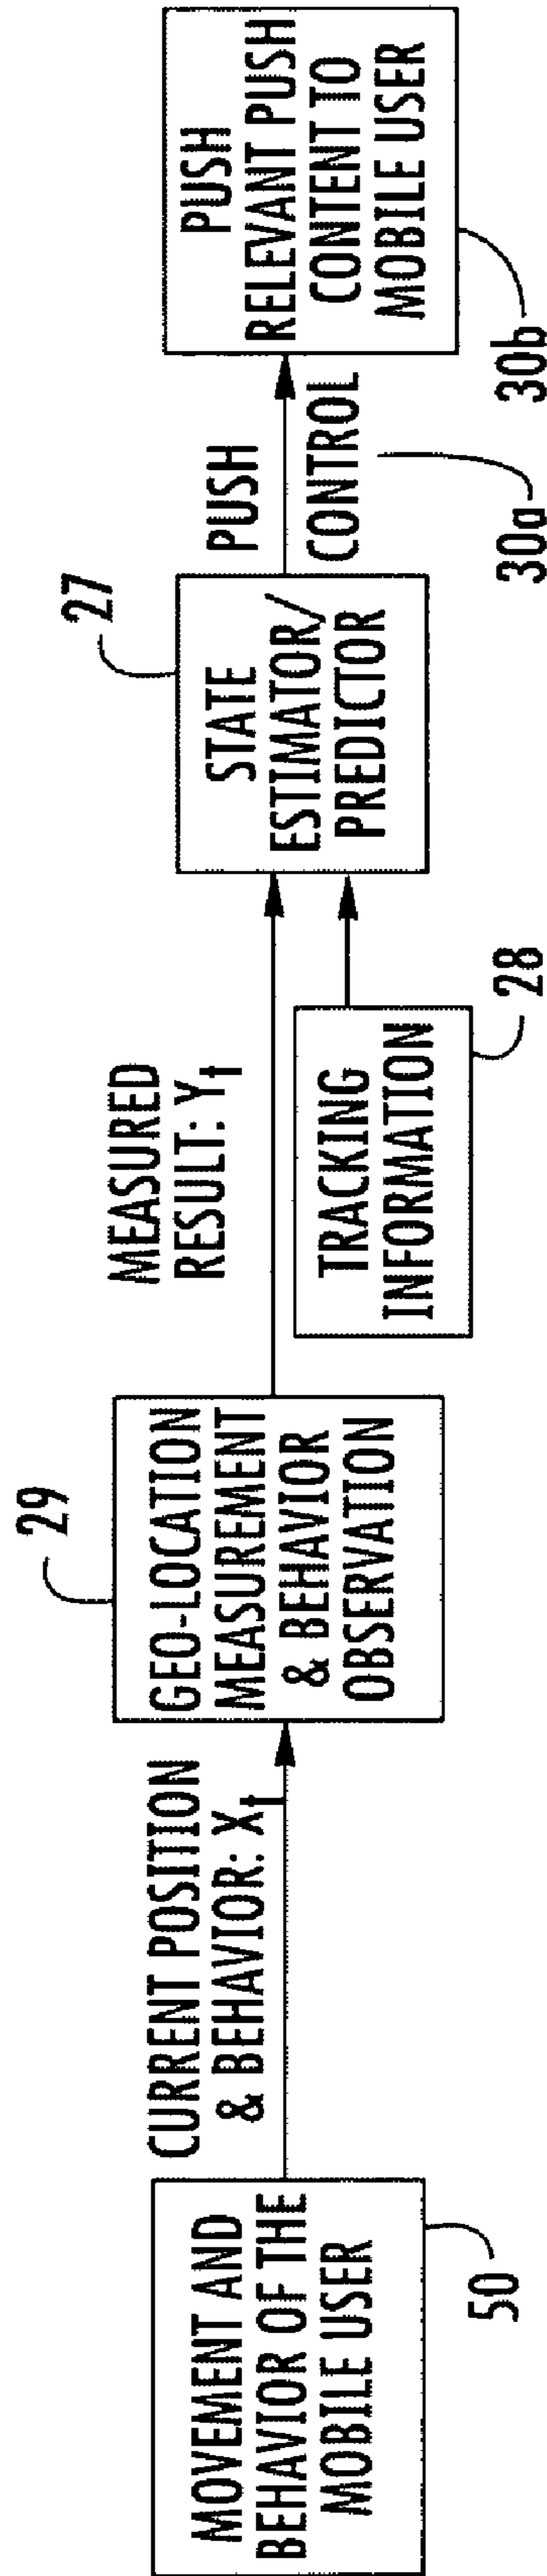 MOVEMENT AND
BEHAVIOR OF THE
MOBILE USER
50
CURRENT POSITION
& BEHAVIOR: Xt
GEO-LOCATION
MEASUREMENT
& BEHAVIOR
OBSERVATION
29
MEASURED
RESULT: Yt
TRACKING
INFORMATION
28
STATE
ESTIMATOR/
PREDICTOR
27
PUSH
CONTROL
30a
PUSH
RELEVANT PUSH
CONTENT TO
MOBILE USER
30b